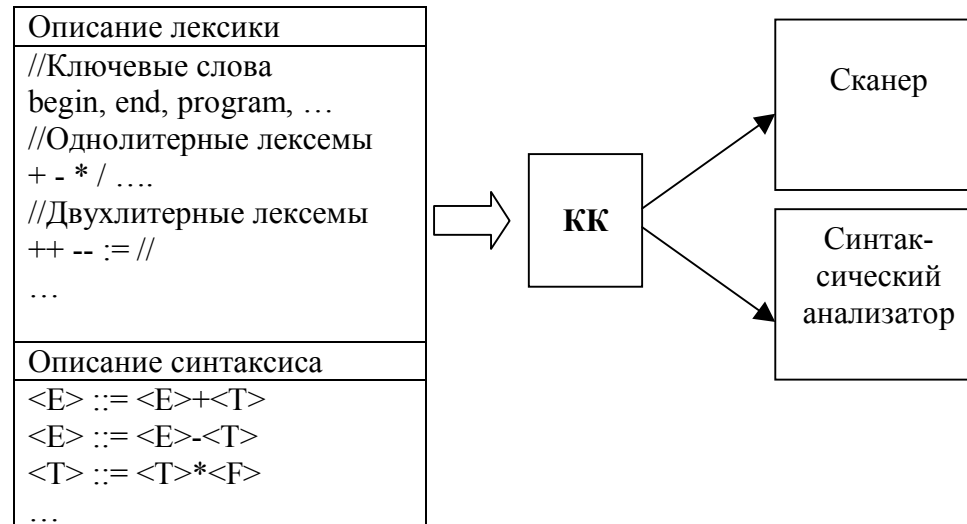 Описание лексики
//Ключевые слова
begin, end, program, …
//Однолитерные лексемы
+ - * / ….
//Двухлитерные лексемы
++ -- := //
…
Описание синтаксиса
<E> ::= <E>+<T>
<E> ::= <E>-<T>
<T> ::= <T>*<F>
…
КК
Сканер
Синтак-
сический
анализатор